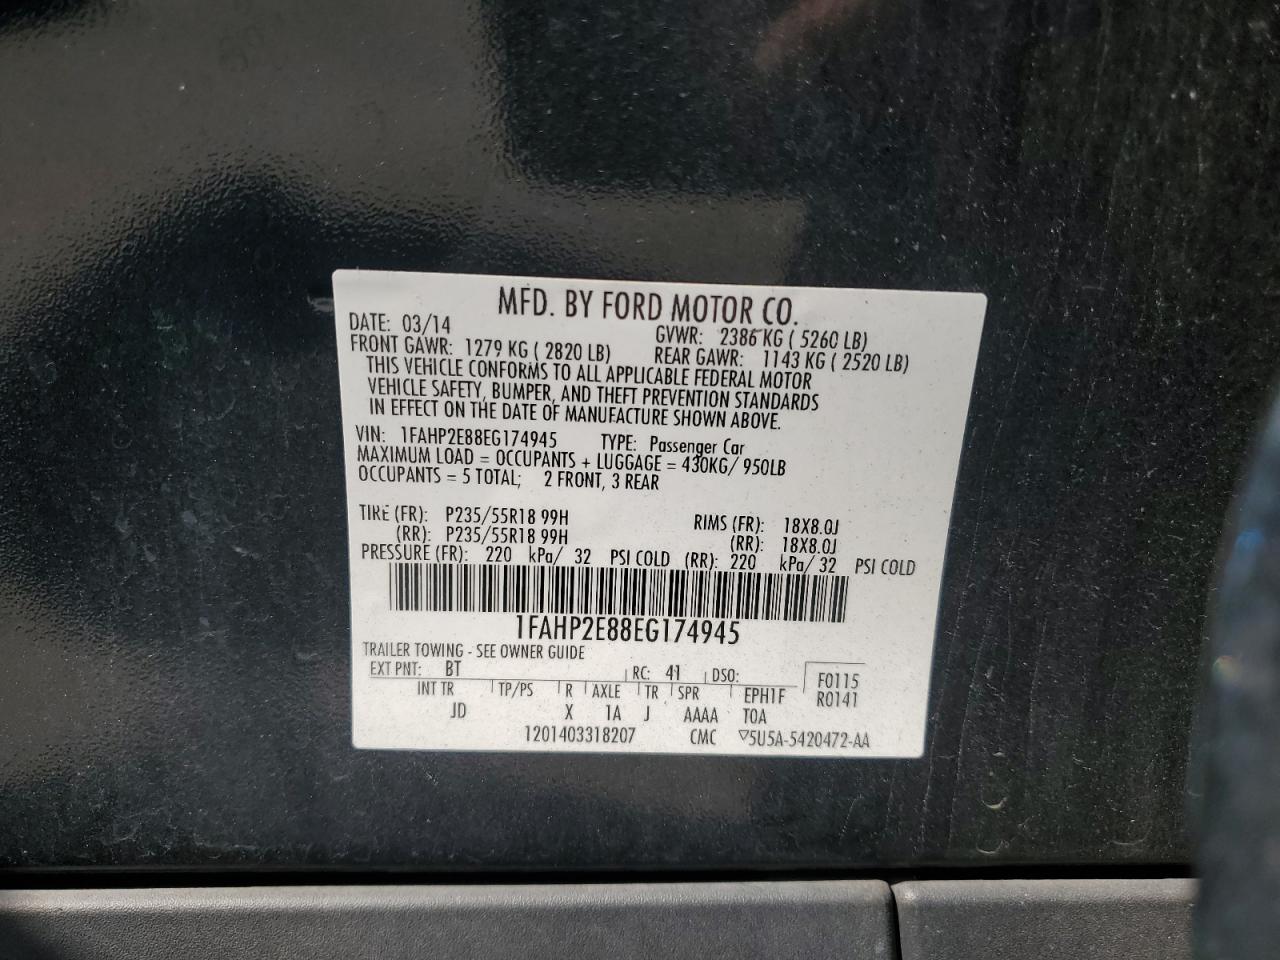 MFD. BY FORD MOTOR CO.
DATE: 03/14 GVWR: 2386 KG ( 5260 LB)
FRONT GAWR: 1279 KG ( 2820 LB) REAR GAWR: 1143 KG ( 2520 LB)
THIS VEHICLE CONFORMS TO ALL APPLICABLE FEDERAL MOTOR
VEHICLE SAFETY, BUMPER, AND THEFT PREVENTION STANDARDS
IN EFFECT ON THE DATE OF MANUFACTURE SHOWN ABOVE.
VIN: 1FAHP2E88EG174945 TYPE: Passenger Car
MAXIMUM LOAD = OCCUPANTS + LUGGAGE = 430KG/ 950LB
OCCUPANTS = 5 TOTAL; 2 FRONT, 3 REAR
TIRE (FR): P235/55R18 99H RIMS (FR): 18X8.0J
(RR): P235/55R18 99H (RR): 18X8.0J
PRESSURE (FR): 220 kPa/ 32 PSI COLD (RR): 220 kPa/ 32 PSI COLD
1FAHP2E88EG174945
TRAILER TOWING - SEE OWNER GUIDE
EXT PNT: BT RC: 41 DSO: F0115
INT TR TP/PS R AXLE TR SPR EPH1F R0141
JD X 1A J AAAA T0A
1201403318207 CMC ▽5U5A-5420472-AA